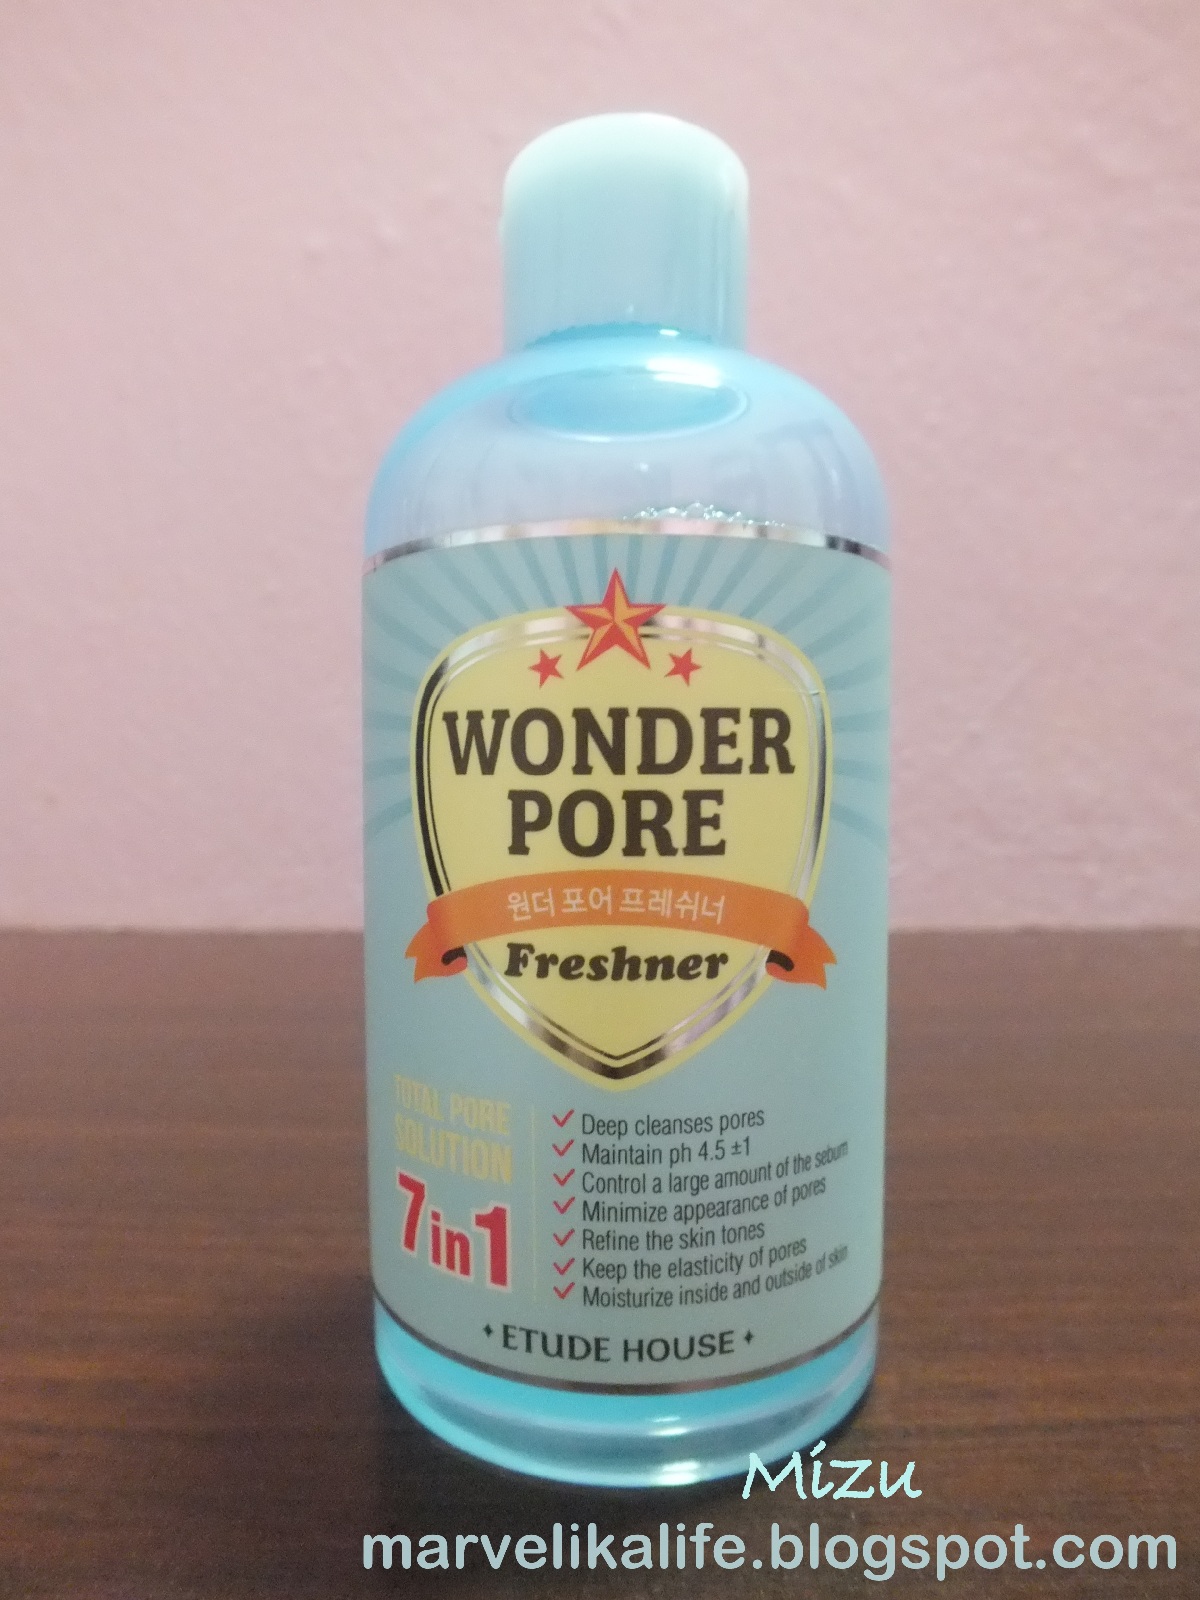 WONDER
PORE
원더 포어 프레쉬너
Freshner
TOTAL PORE
SOLUTION
7in1
Deep cleanses pores
Maintain ph 4.5 ±1
Control a large amount of the sebum
Minimize appearance of pores
Refine the skin tones
Keep the elasticity of pores
Moisturize inside and outside of skin
ETUDE HOUSE
Mizu
marvelikalife.blogspot.com